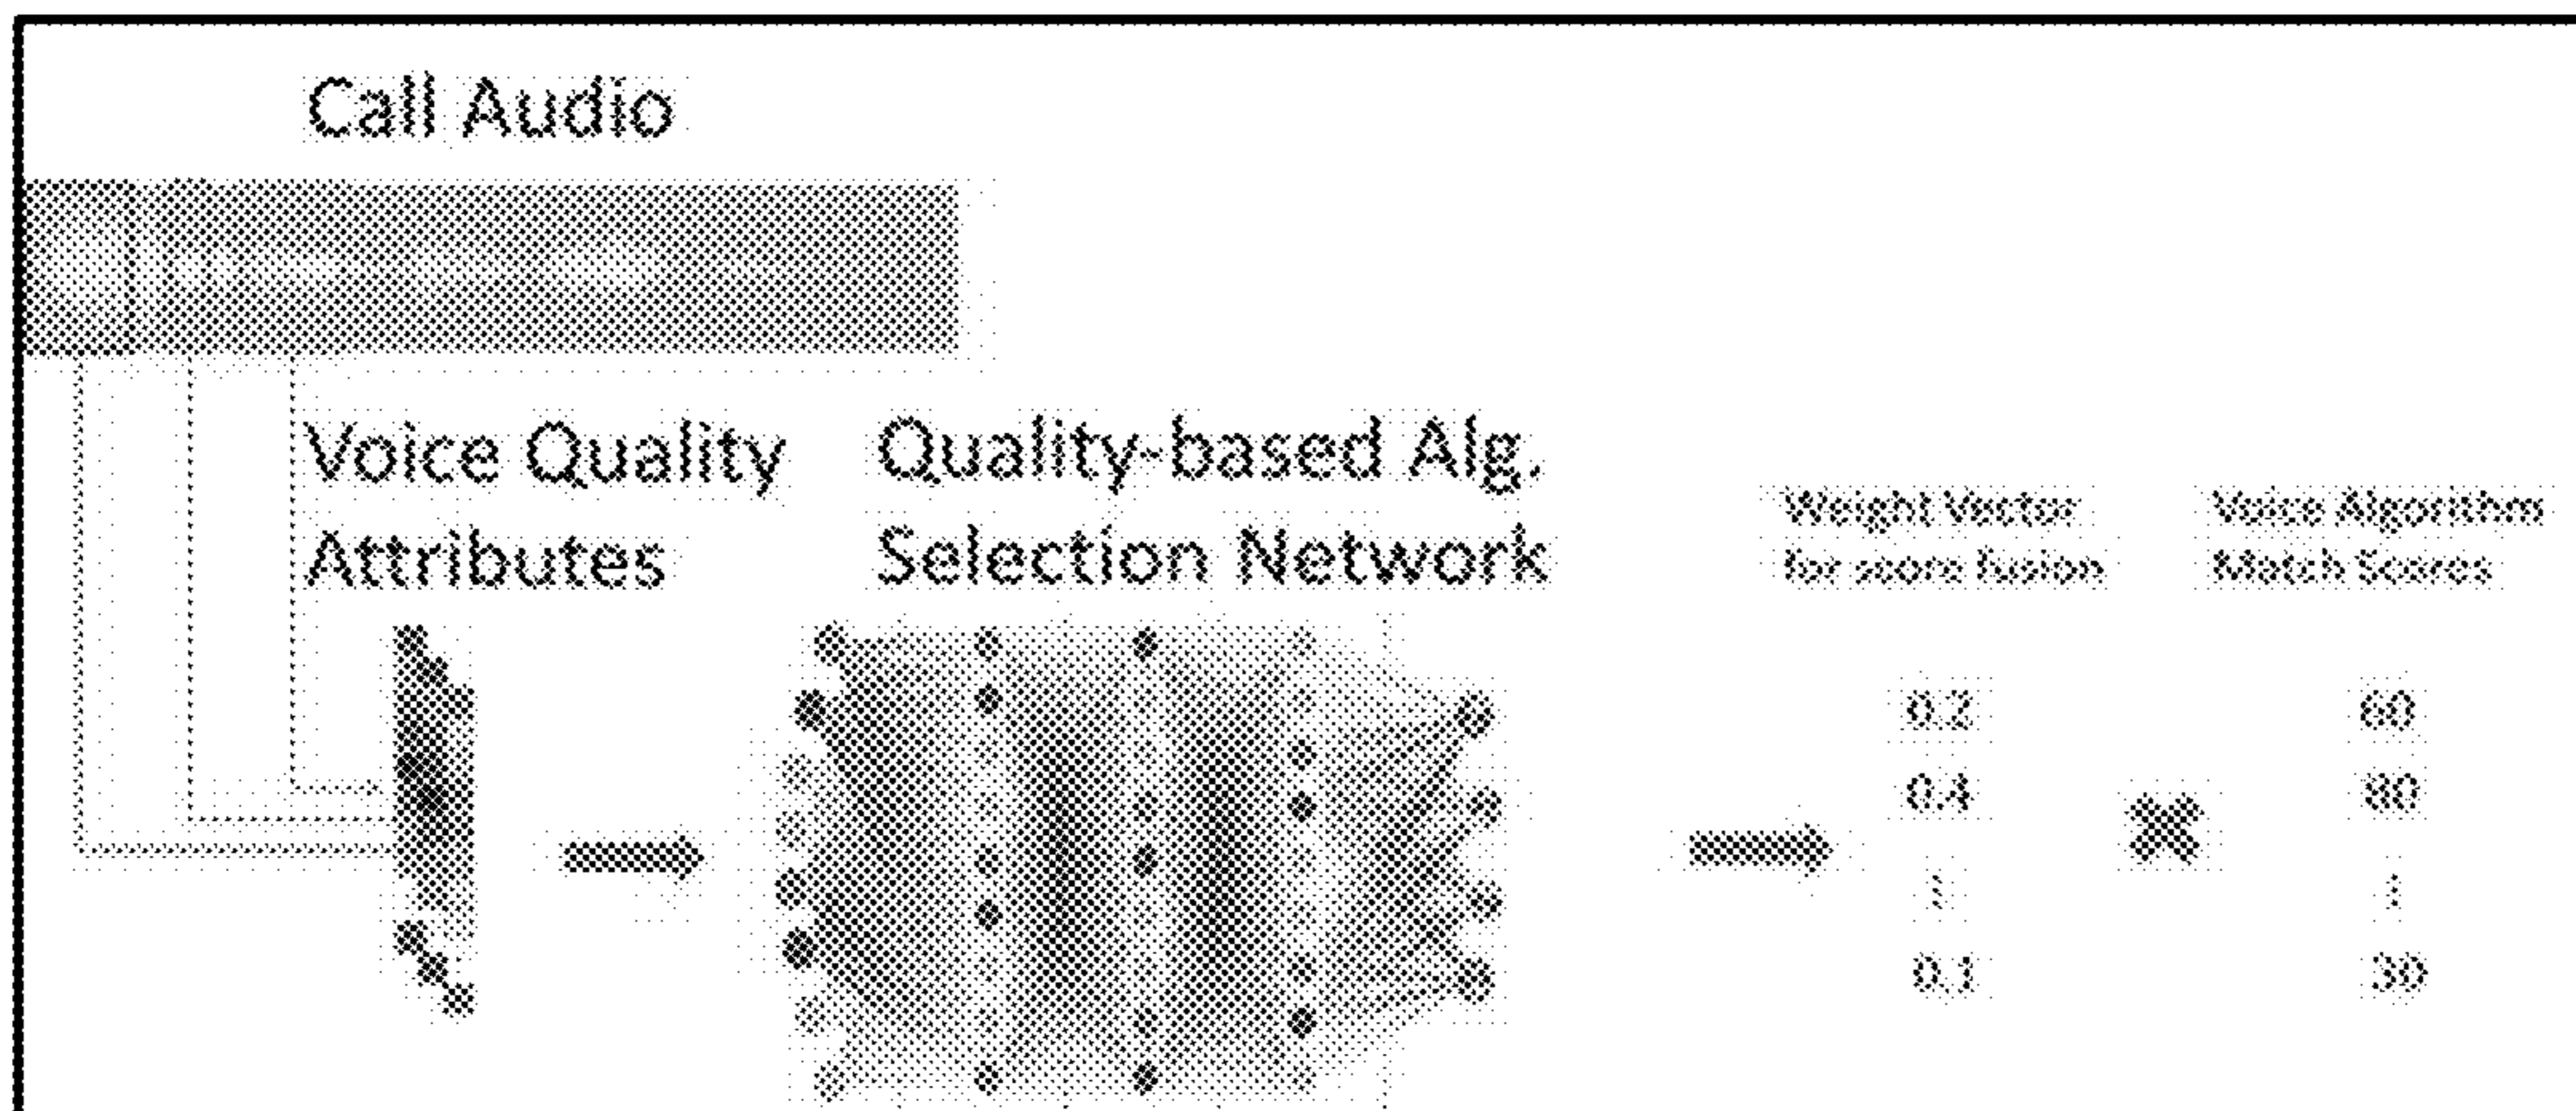 Call Audio
Voice Quality
Attributes
Quality-based Alg.
Selection Network
Weight Vector
for more fusion
Voice Algorithm
Match Scores
0.2
0.4
⋮
0.1
60
80
⋮
30